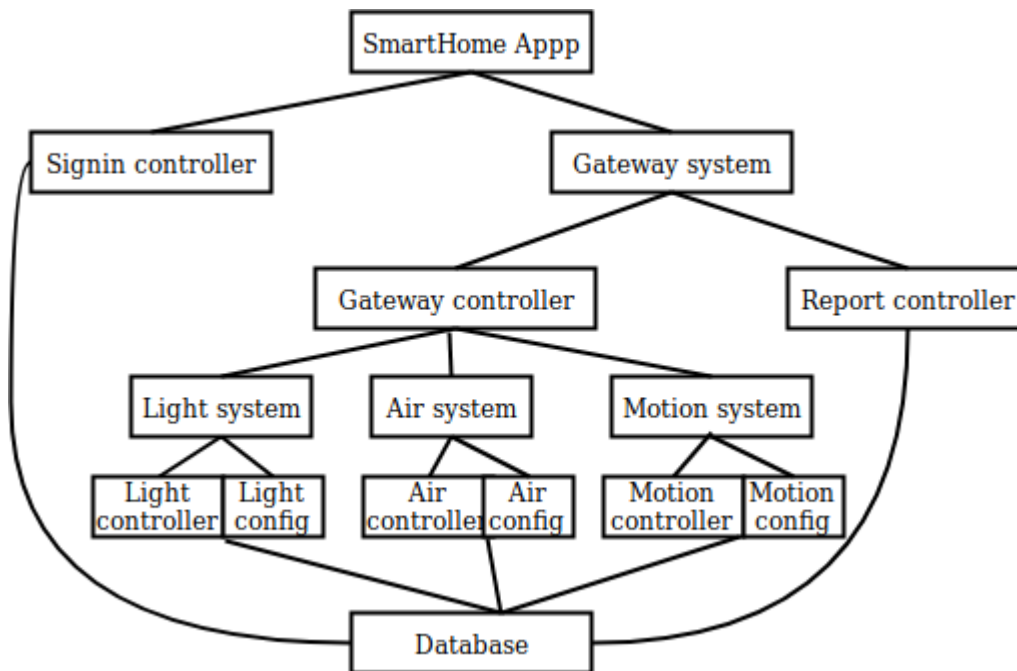 SmartHome Appp
Signin controller
Gateway system
Gateway controller
Report controller
Light system
Air system
Motion system
Light
controller
Light
config
Air
controller
Air
config
Motion
controller
Motion
config
Database